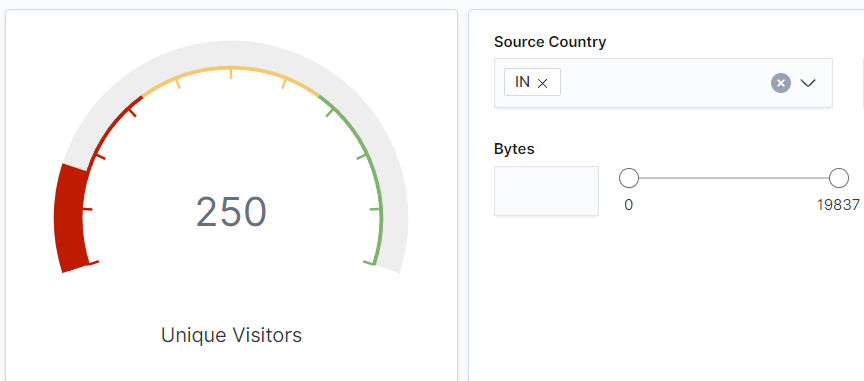 250
Unique Visitors
Source Country
IN
Bytes
0
19837